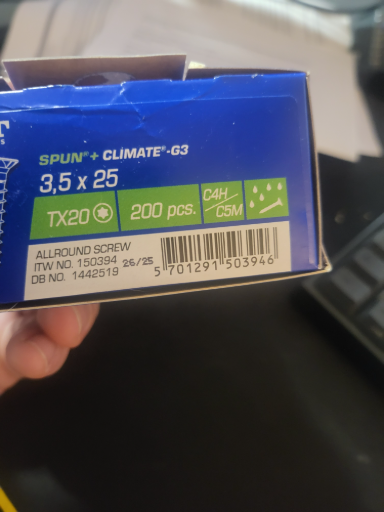 SPUN®+ CLIMATE®-G3
3,5 x 25
TX20
200 pcs.
C4H
C5M
ALLROUND SCREW
ITW NO. 150394
DB NO. 1442519
26/25
5 701291 503946